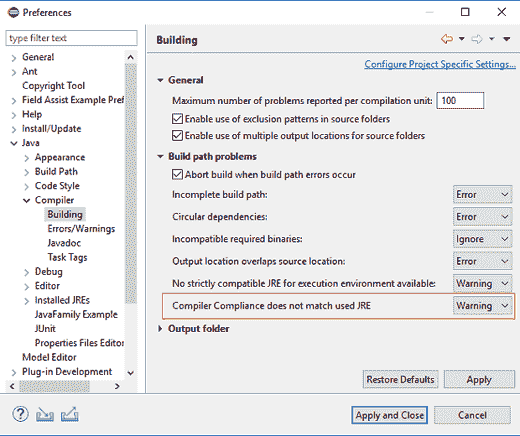 Preferences
type filter text
General
Ant
Copyright Tool
Field Assist Example Pref
Help
Install/Update
Java
Appearance
Build Path
Code Style
Compiler
Building
Errors/Warnings
Javadoc
Task Tags
Debug
Editor
Installed JREs
JavaFamily Example
JUnit
Properties Files Editor
Model Editor
Plug-in Development
Building
Configure Project Specific Settings...
General
Maximum number of problems reported per compilation unit: 100
Enable use of exclusion patterns in source folders
Enable use of multiple output locations for source folders
Build path problems
Abort build when build path errors occur
Incomplete build path: Error
Circular dependencies: Error
Incompatible required binaries: Ignore
Output location overlaps source location: Error
No strictly compatible JRE for execution environment available: Warning
Compiler Compliance does not match used JRE Warning
Output folder
Restore Defaults Apply
Apply and Close Cancel